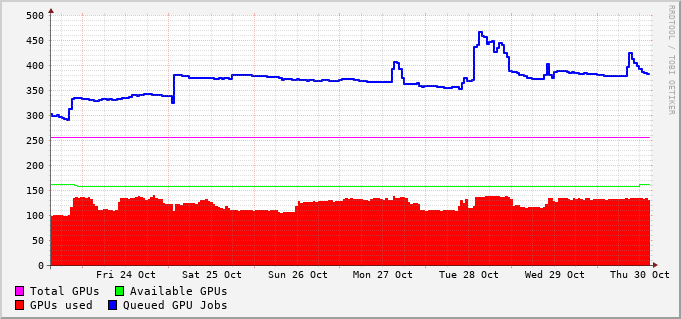 500
450
400
350
300
250
200
150
100
50
0
Fri 24 Oct Sat 25 Oct Sun 26 Oct Mon 27 Oct Tue 28 Oct Wed 29 Oct Thu 30 Oct
Total GPUs Available GPUs
GPUs used Queued GPU Jobs
RRDTOOL / TOBI OETIKER